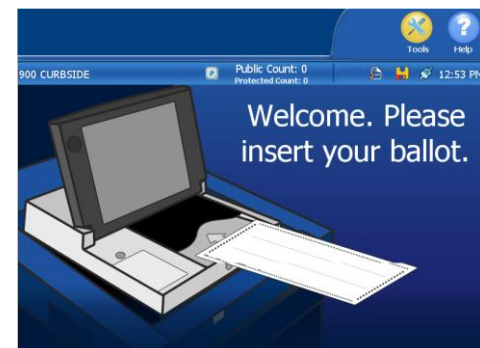 Tools Help
900 CURBSIDE Public Count: 0 12:53 PM
Protected Count: 0
Welcome. Please
insert your ballot.